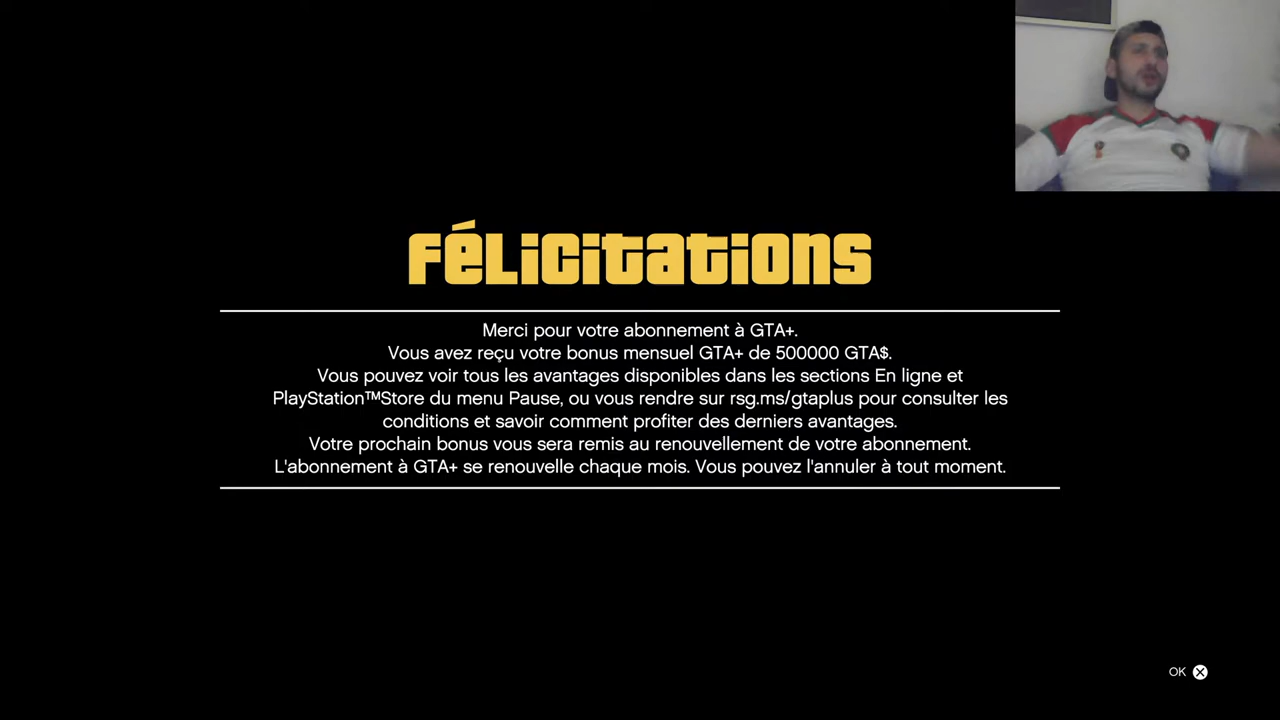 Félicitations
Merci pour votre abonnement à GTA+.
Vous avez reçu votre bonus mensuel GTA+ de 500000 GTA$.
Vous pouvez voir tous les avantages disponibles dans les sections En ligne et
PlayStation™Store du menu Pause, ou vous rendre sur rsg.ms/gtaplus pour consulter les
conditions et savoir comment profiter des derniers avantages.
Votre prochain bonus vous sera remis au renouvellement de votre abonnement.
L'abonnement à GTA+ se renouvelle chaque mois. Vous pouvez l'annuler à tout moment.
OK